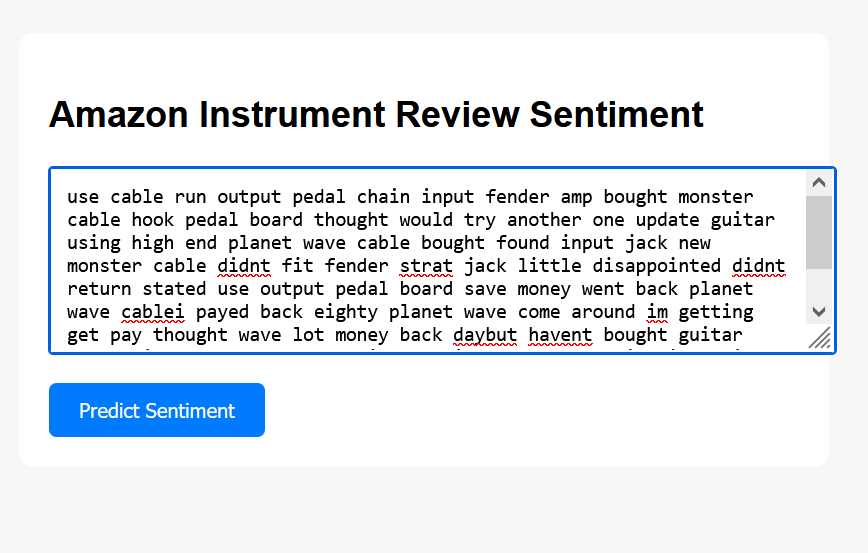 Amazon Instrument Review Sentiment
use cable run output pedal chain input fender amp bought monster
cable hook pedal board thought would try another one update guitar
using high end planet wave cable bought found input jack new
monster cable didnt fit fender strat jack little disappointed didnt
return stated use output pedal board save money went back planet
wave cablei payed back eighty planet wave come around im getting
get pay thought wave lot money back daybut havent bought guitar
Predict Sentiment